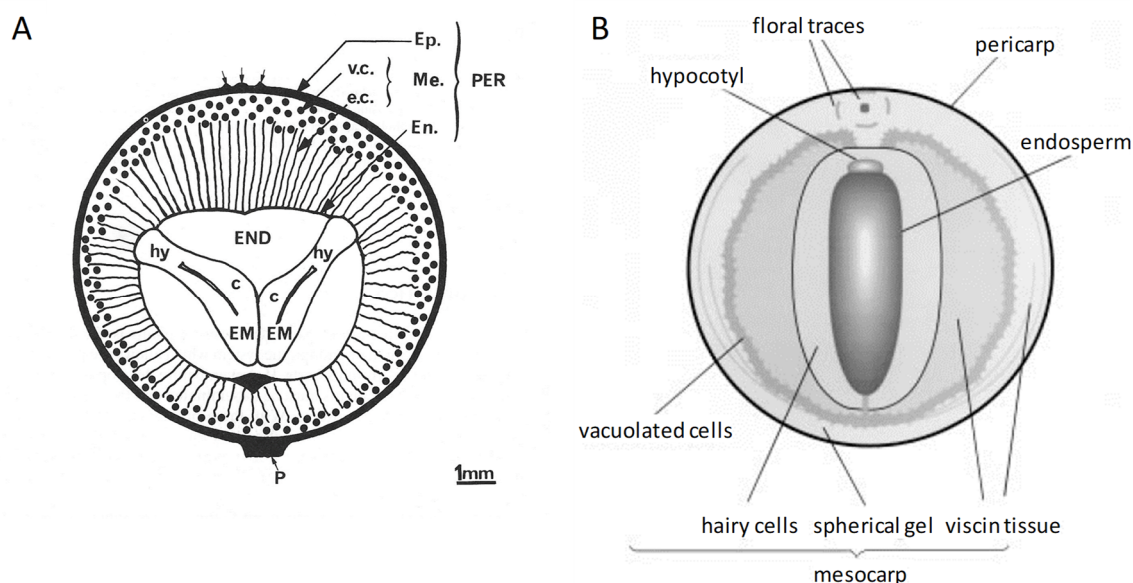 A
Ep.
v.c.
Me.
PER
e.c.
En.
END
hy
hy
c
c
EM
EM
P
1mm
B
floral traces
pericarp
hypocotyl
endosperm
vacuolated cells
hairy cells spherical gel viscin tissue
mesocarp